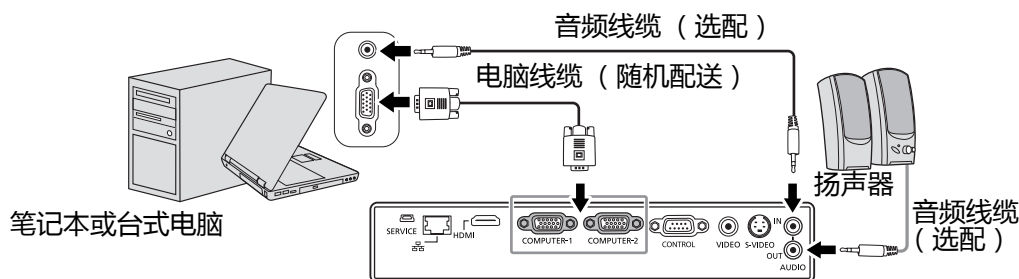 音频线缆 （选配）
电脑线缆 （随机配送）
笔记本或台式电脑
扬声器
音频线缆
（选配）
SERVICE
HDMI
COMPUTER-1
COMPUTER-2
CONTROL
VIDEO
S-VIDEO
IN
OUT
AUDIO